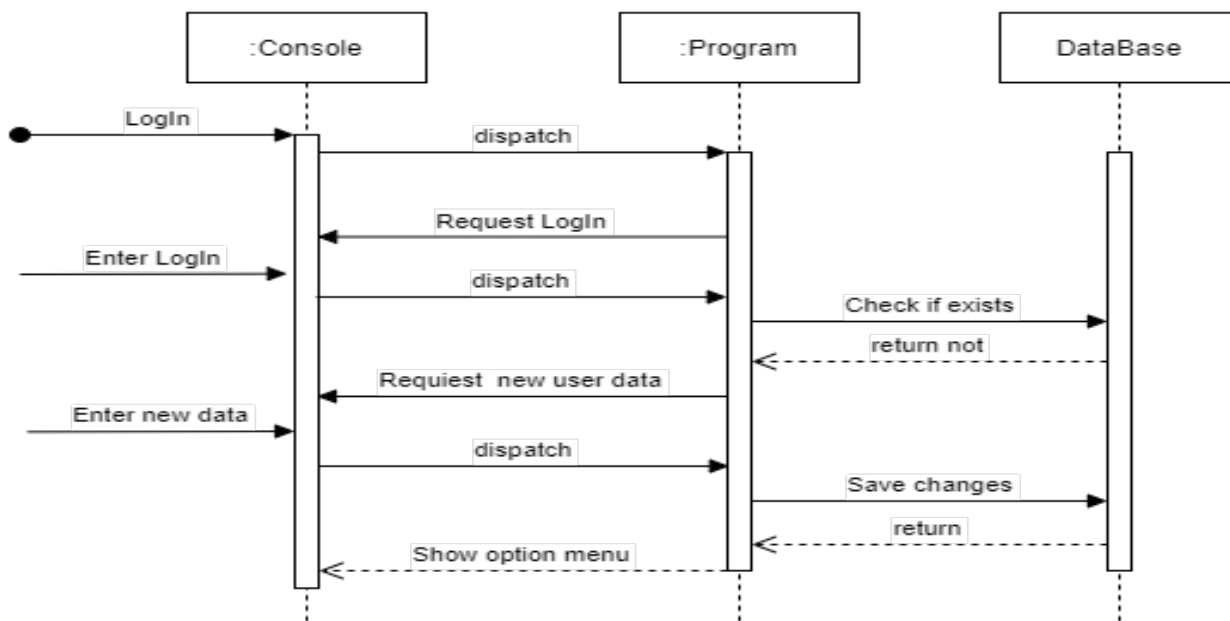 :Console
:Program
DataBase
LogIn
dispatch
Request LogIn
Enter LogIn
dispatch
Check if exists
return not
Requiest new user data
Enter new data
dispatch
Save changes
return
Show option menu